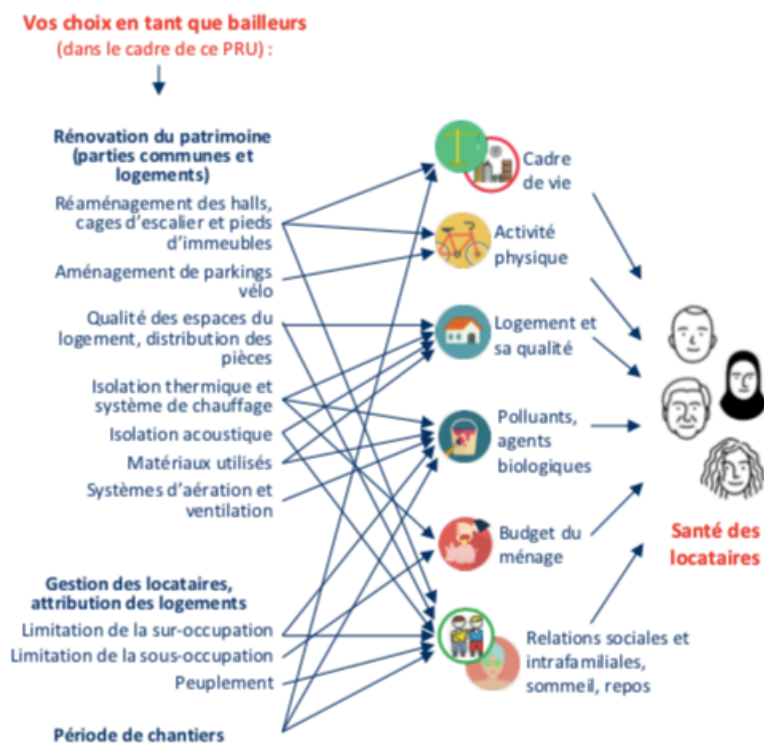 Vos choix en tant que bailleurs
(dans le cadre de ce PRU) :
Rénovation du patrimoine
(parties communes et
logements)
Réaménagement des halls,
cages d'escalier et pieds
d'immeubles
Aménagement de parkings
vélo
Qualité des espaces du
logement, distribution des
pièces
Isolation thermique et
système de chauffage
Isolation acoustique
Matériaux utilisés
Systèmes d'aération et
ventilation
Gestion des locataires,
attribution des logements
Limitation de la sur-occupation
Limitation de la sous-occupation
Peuplement
Période de chantiers
Cadre
de vie
Activité
physique
Logement et
sa qualité
Polluants,
agents
biologiques
Budget du
ménage
Relations sociales et
intrafamiliales,
sommeil, repos
Santé des
locataires